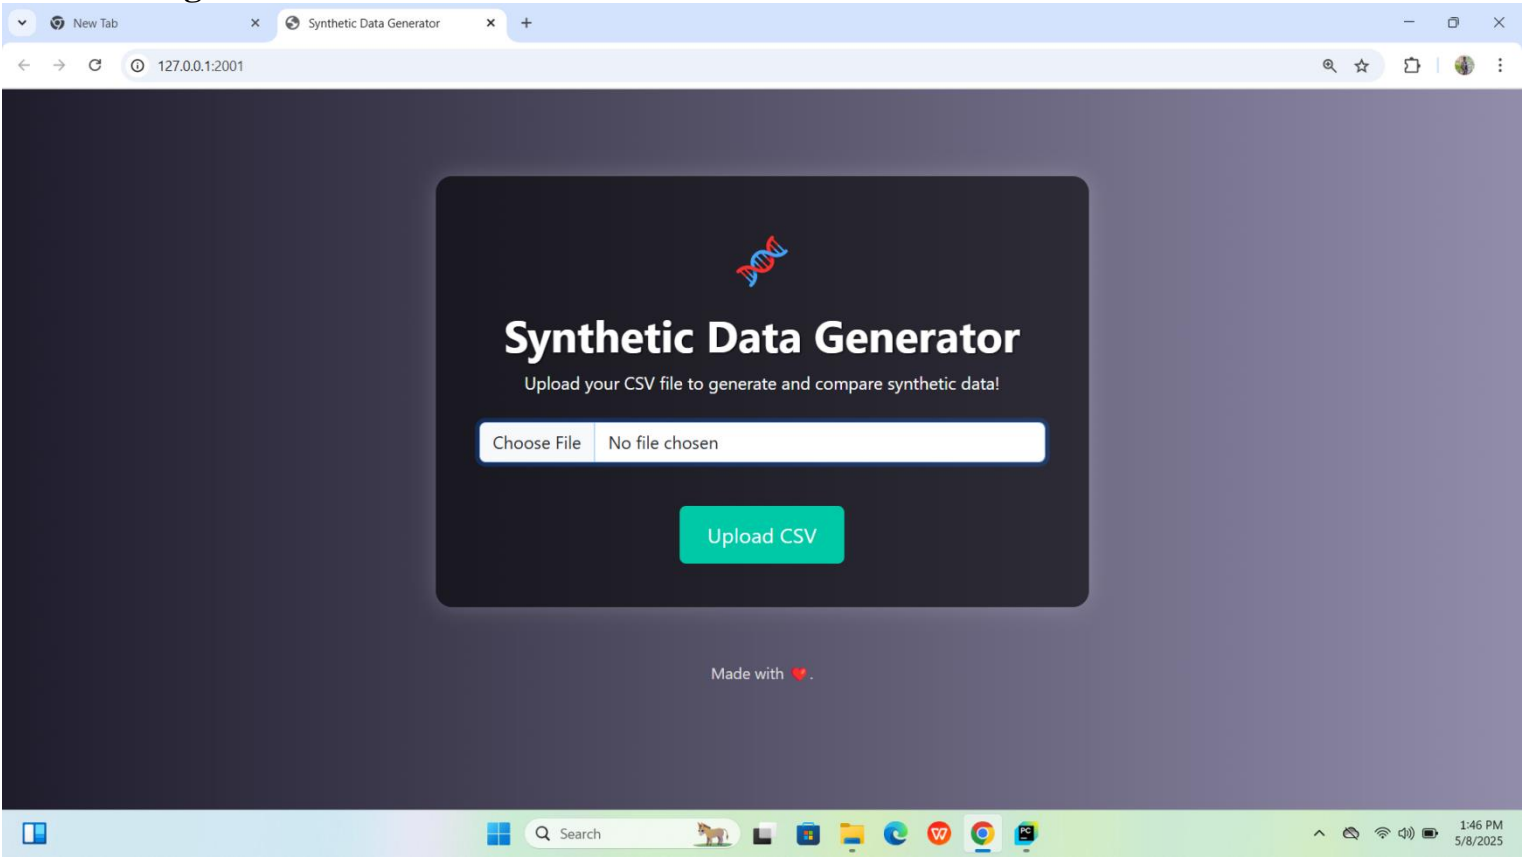 New Tab
Synthetic Data Generator
127.0.0.1:2001
Synthetic Data Generator
Upload your CSV file to generate and compare synthetic data!
Choose File No file chosen
Upload CSV
Made with ❤️.
Search
1:46 PM
5/8/2025